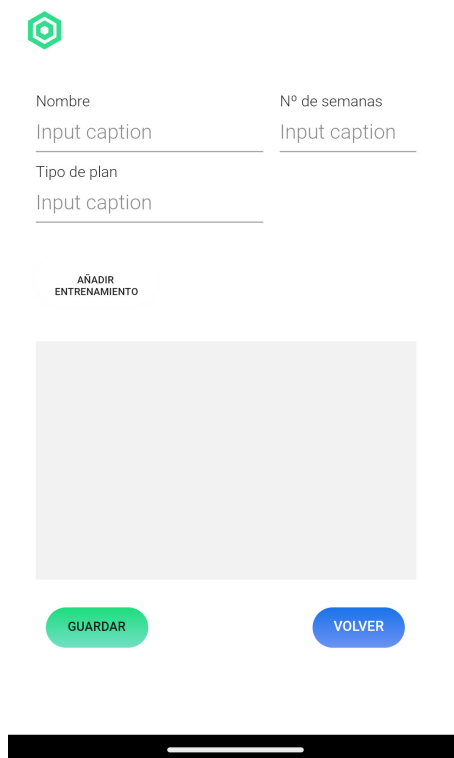 Nombre
Nº de semanas
Input caption
Input caption
Tipo de plan
Input caption
AÑADIR
ENTRENAMIENTO
GUARDAR
VOLVER